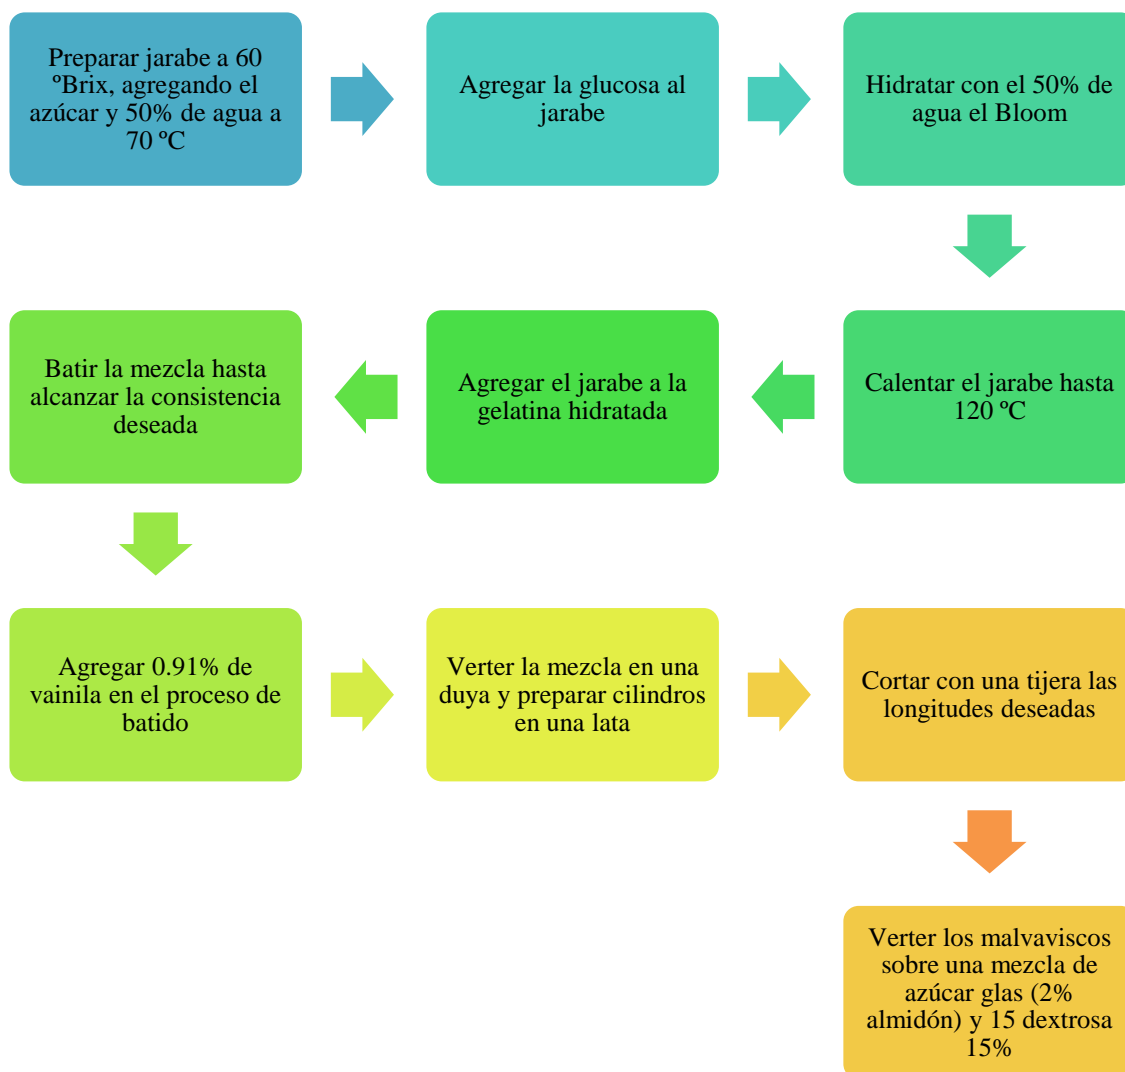 Preparar jarabe a 60
ºBrix, agregando el
azúcar y 50% de agua a
70 ºC
Agregar la glucosa al
jarabe
Hidratar con el 50% de
agua el Bloom
Calentar el jarabe hasta
120 ºC
Agregar el jarabe a la
gelatina hidratada
Batir la mezcla hasta
alcanzar la consistencia
deseada
Agregar 0.91% de
vainila en el proceso de
batido
Verter la mezcla en una
duya y preparar cilindros
en una lata
Cortar con una tijera las
longitudes deseadas
Verter los malvaviscos
sobre una mezcla de
azúcar glas (2%
almidón) y 15 dextrosa
15%